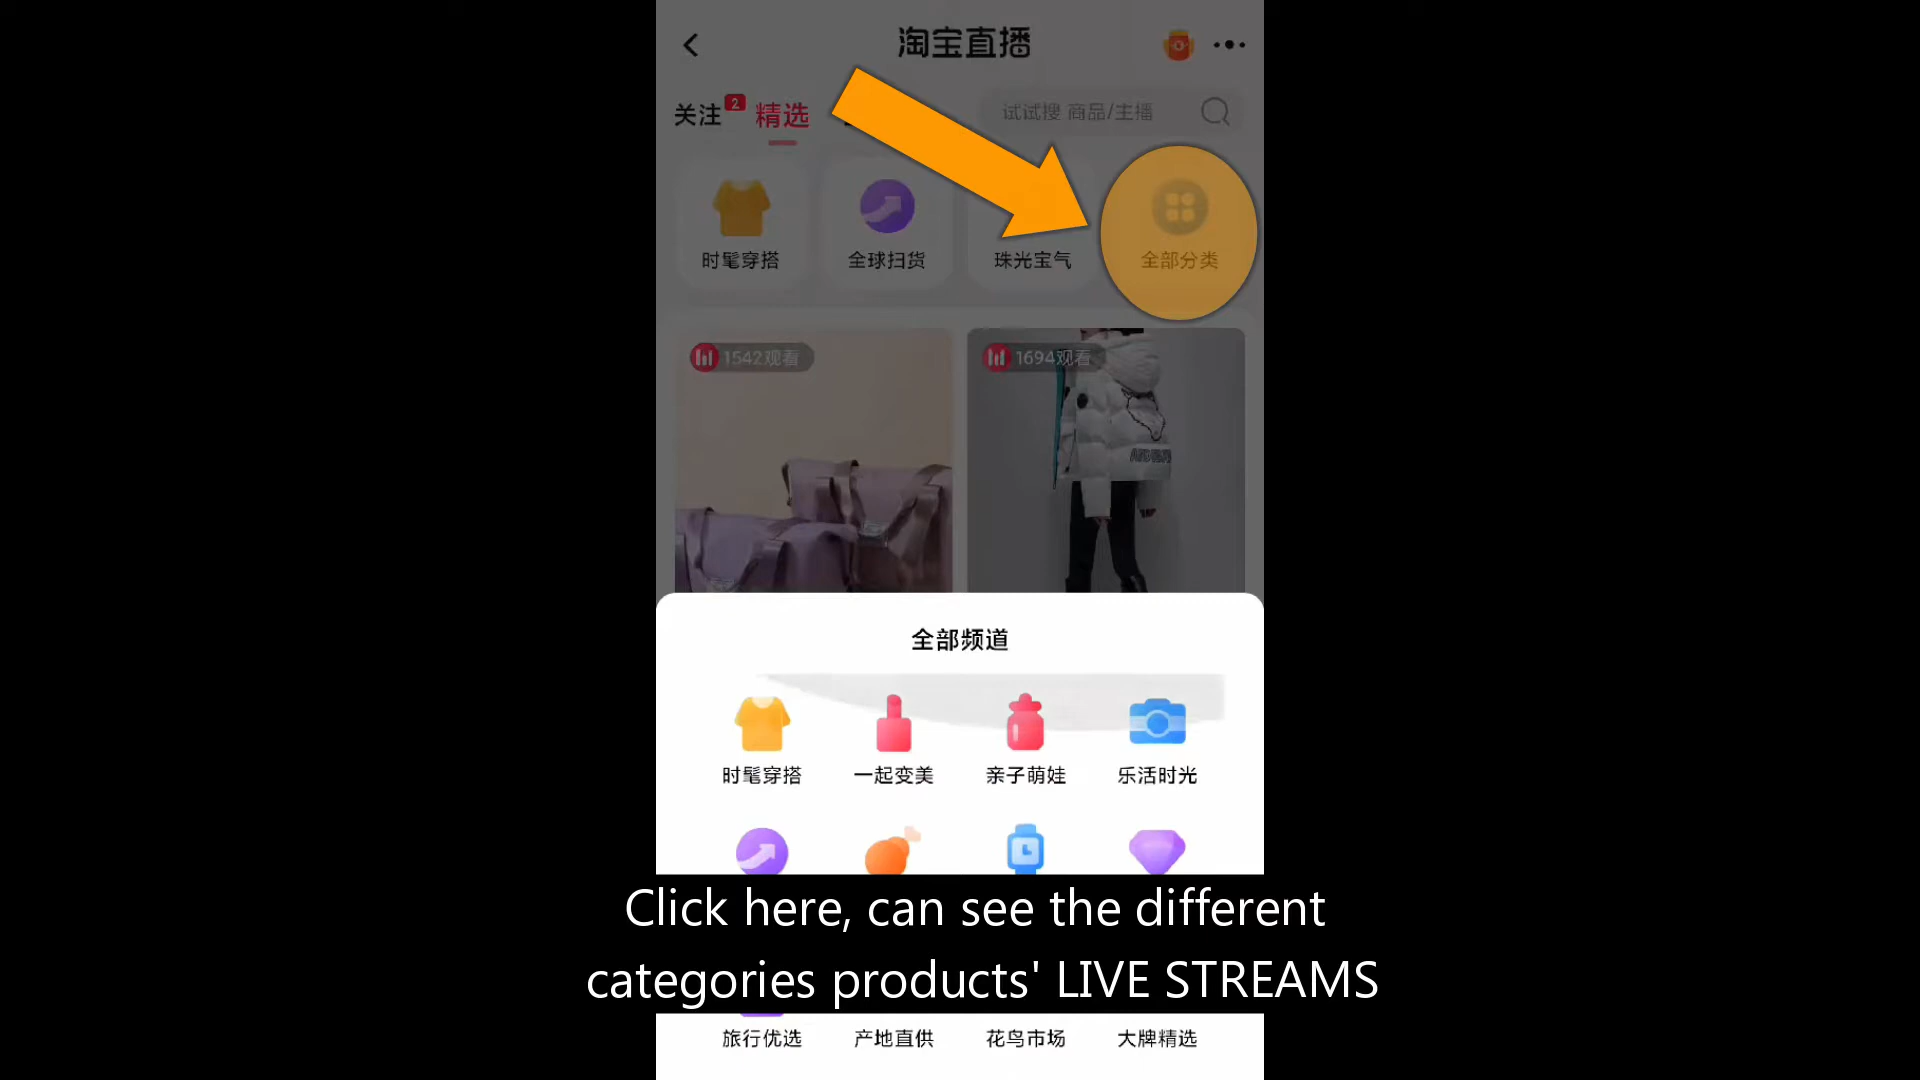 淘宝直播
关注 2 精选
试试搜 商品/主播
时髦穿搭 全球扫货 珠光宝气 全部分类
1542观看 1694观看
全部频道
时髦穿搭 一起变美 亲子萌娃 乐活时光
Click here, can see the different
categories products' LIVE STREAMS
旅行优选 产地直供 花鸟市场 大牌精选